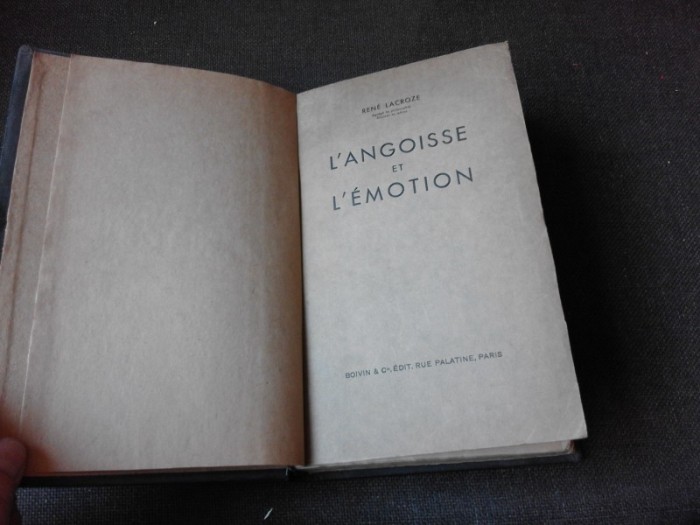 RENÉ LACROZE
L'ANGOISSE
ET
L'ÉMOTION
BOIVIN & Cie, ÉDIT. RUE PALATINE, PARIS